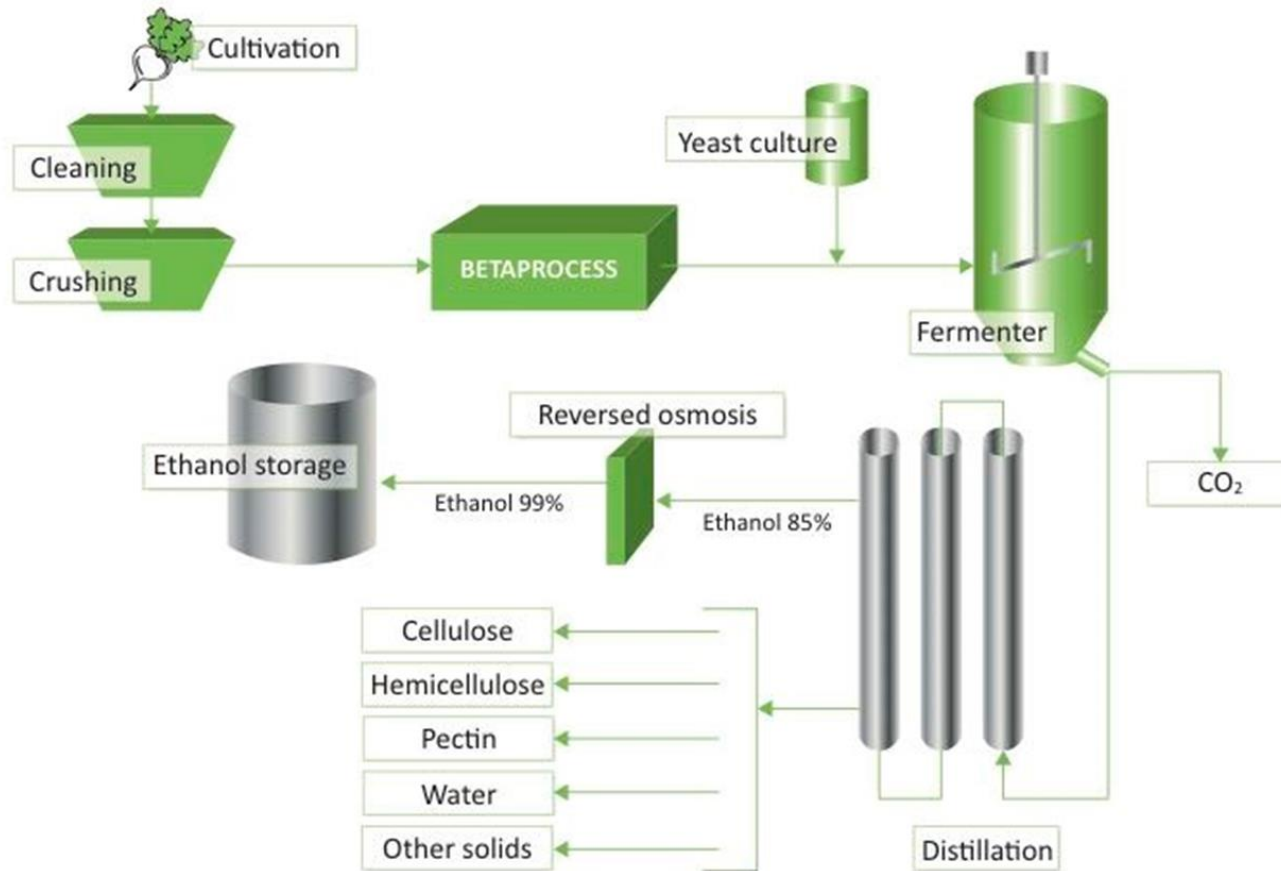 Cultivation
Cleaning
Yeast culture
Crushing
BETAPROCESS
Fermenter
Reversed osmosis
Ethanol storage
Ethanol 99%
Ethanol 85%
CO₂
Cellulose
Hemicellulose
Pectin
Water
Other solids
Distillation